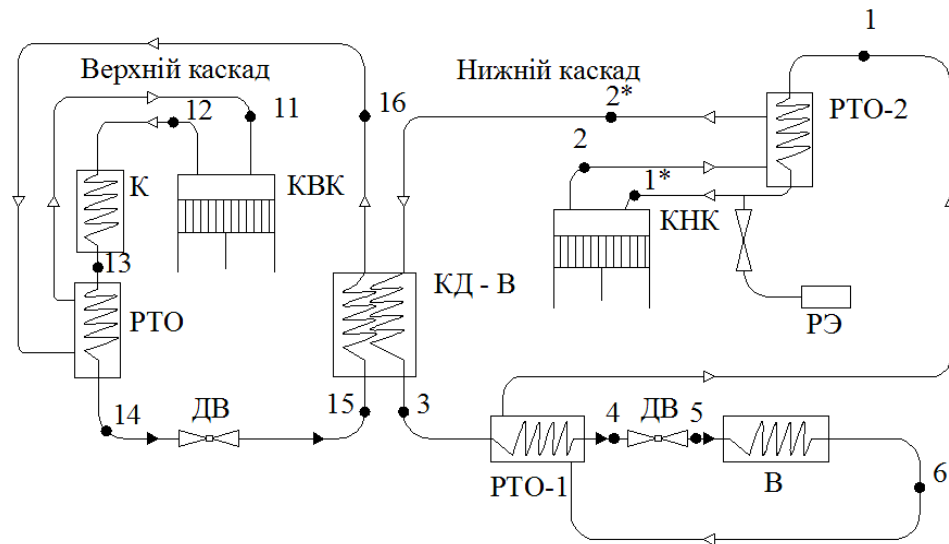 1
Верхній каскад
Нижній каскад
12
11
16
2*
РТО-2
2
К
КВК
1*
КНК
13
КД - В
РТО
РЭ
14
ДВ
15
3
4
ДВ
5
РТО-1
В
6